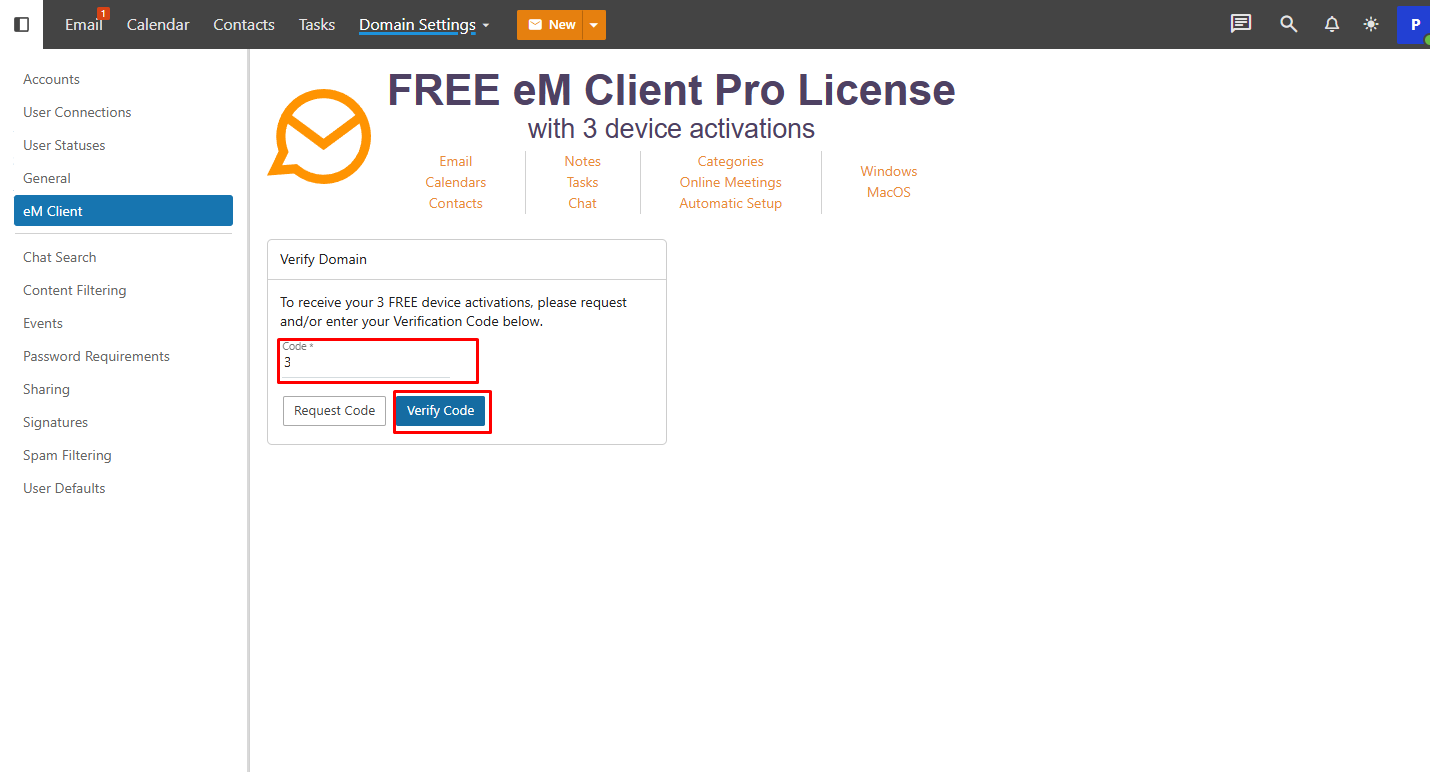 Email 1 Calendar Contacts Tasks Domain Settings New P
Accounts
User Connections
User Statuses
General
eM Client
Chat Search
Content Filtering
Events
Password Requirements
Sharing
Signatures
Spam Filtering
User Defaults
FREE eM Client Pro License
with 3 device activations
Email
Calendars
Contacts
Notes
Tasks
Chat
Categories
Online Meetings
Automatic Setup
Windows
MacOS
Verify Domain
To receive your 3 FREE device activations, please request
and/or enter your Verification Code below.
Code *
3
Request Code Verify Code